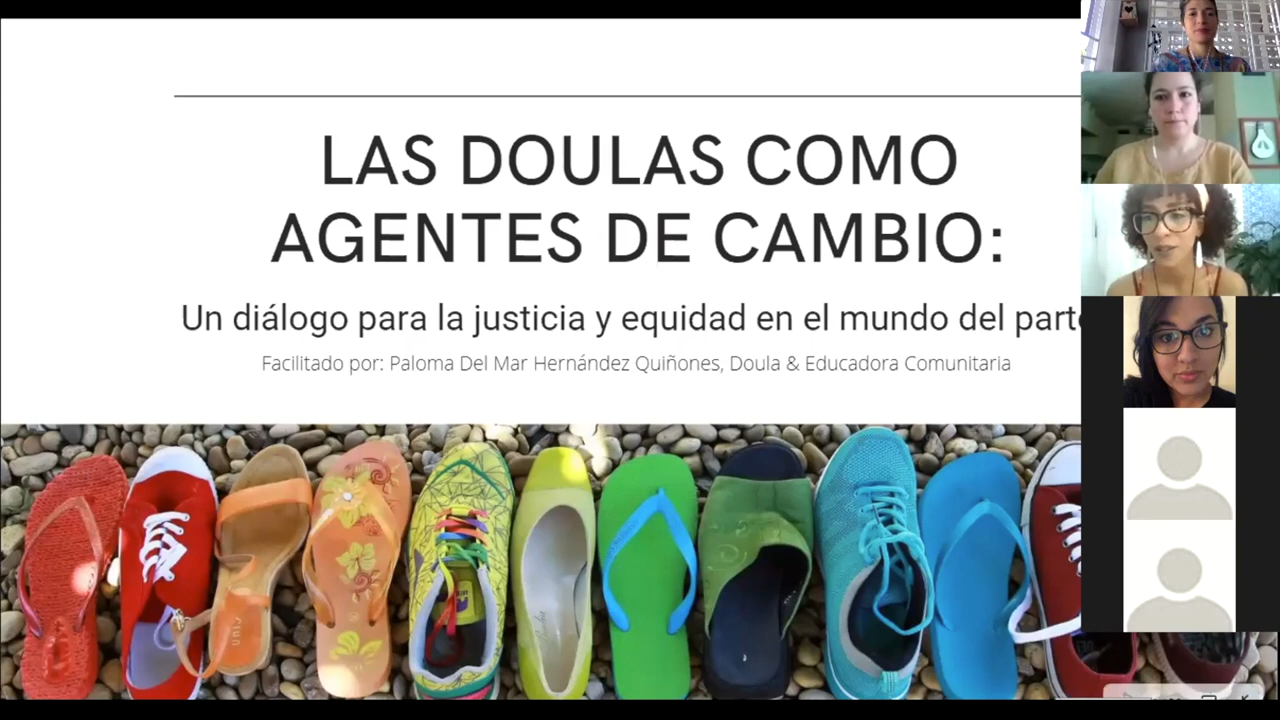 LAS DOULAS COMO
AGENTES DE CAMBIO:
Un diálogo para la justicia y equidad en el mundo del parto
Facilitado por: Paloma Del Mar Hernández Quiñones, Doula & Educadora Comunitaria